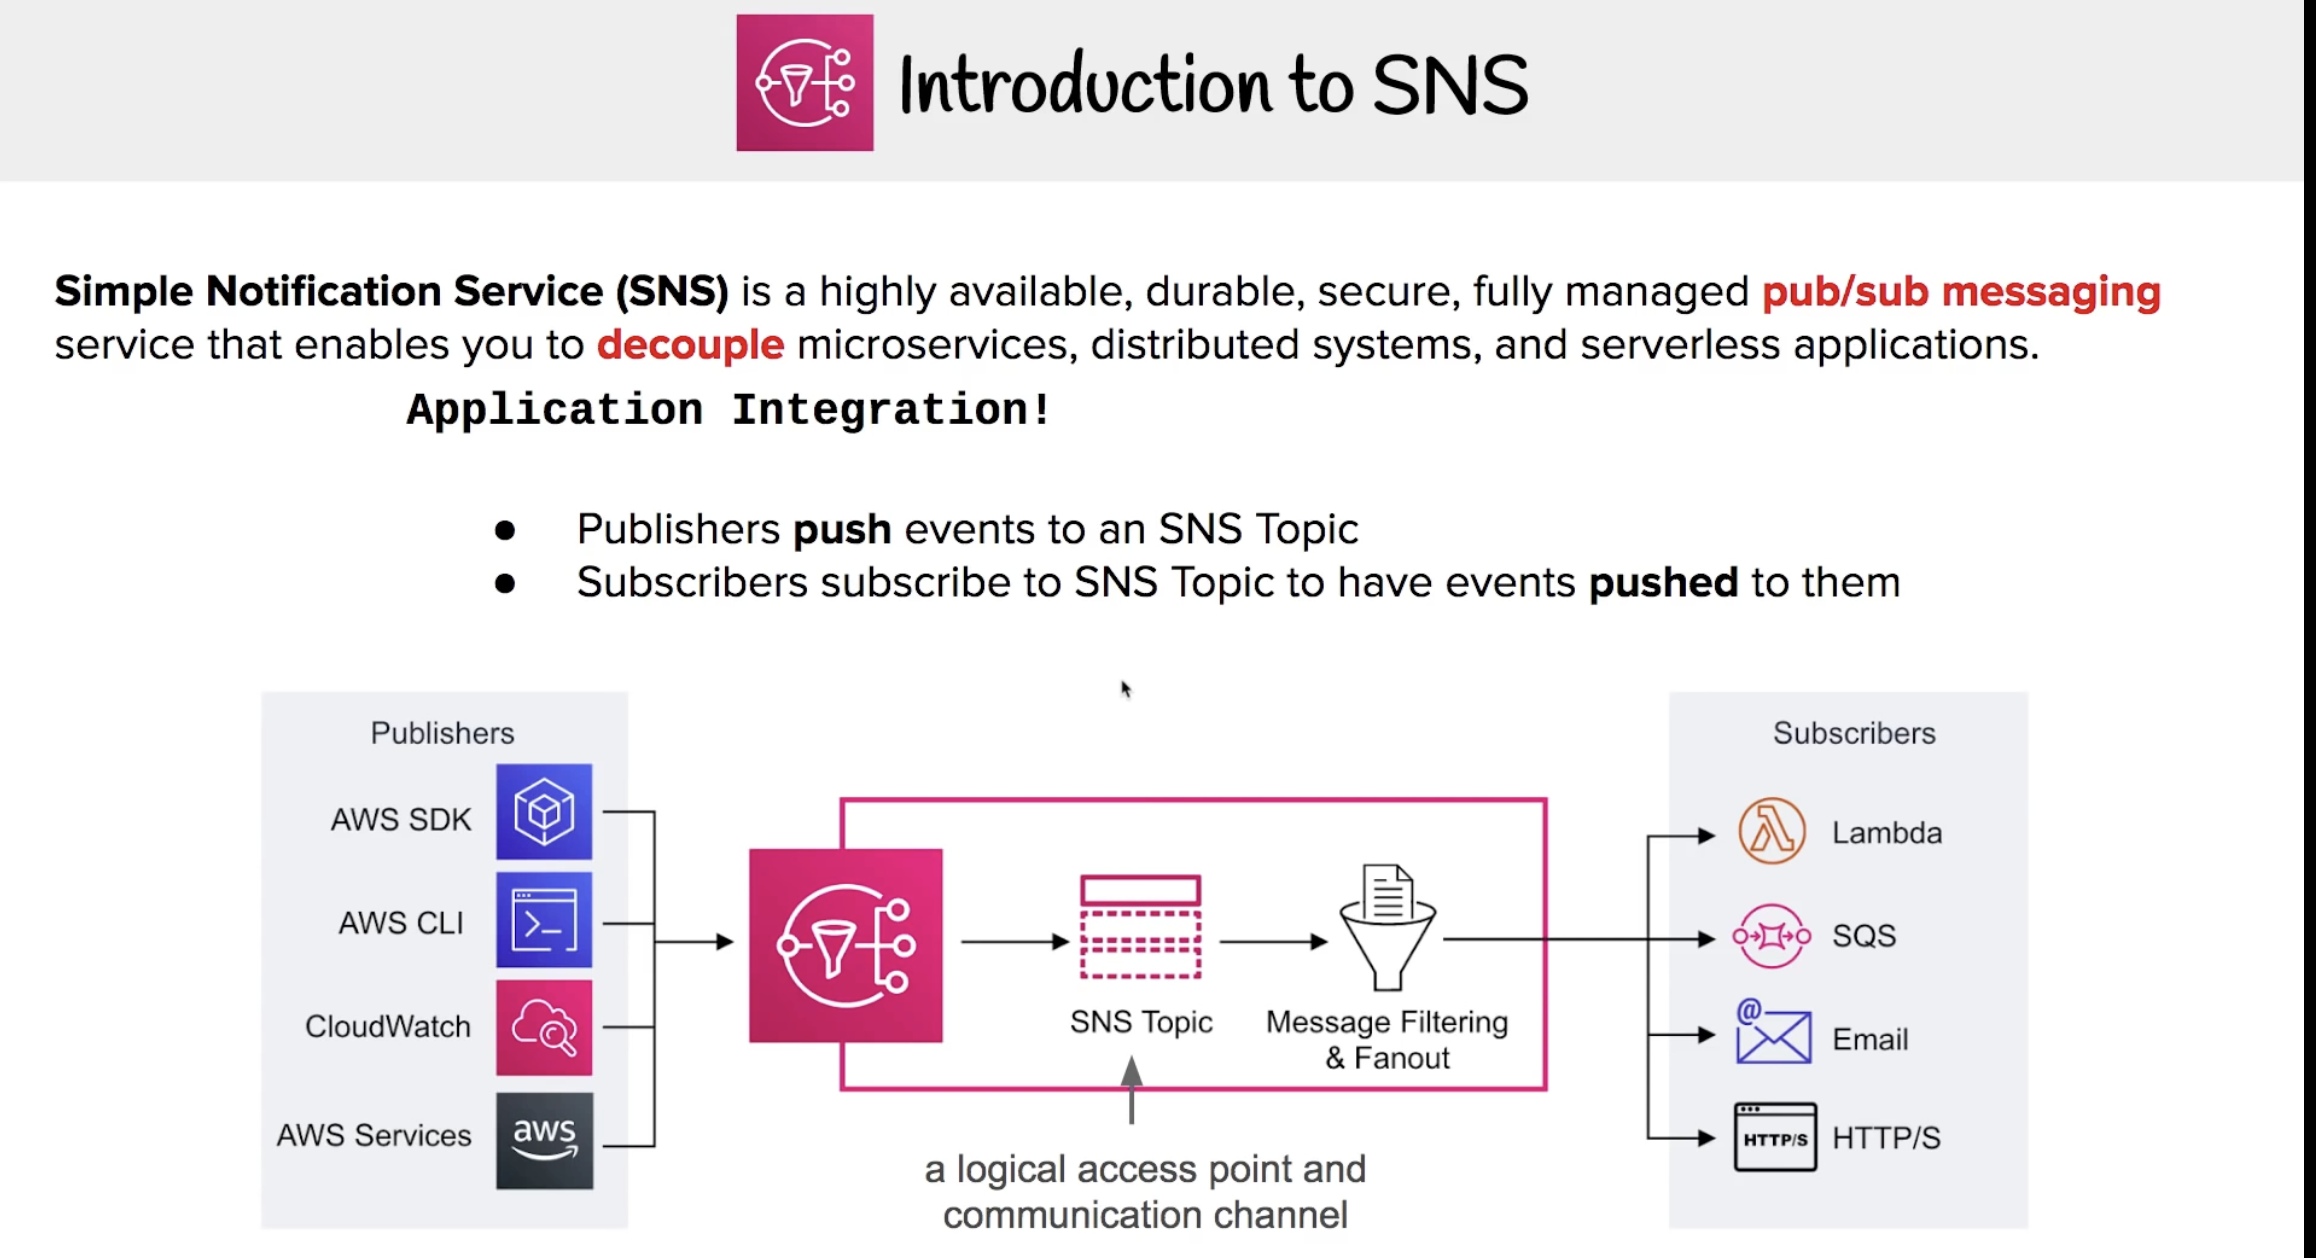 Introduction to SNS
Simple Notification Service (SNS) is a highly available, durable, secure, fully managed pub/sub messaging
service that enables you to decouple microservices, distributed systems, and serverless applications.
Application Integration!
● Publishers push events to an SNS Topic
● Subscribers subscribe to SNS Topic to have events pushed to them
Publishers
AWS SDK
AWS CLI
CloudWatch
AWS Services
aws
SNS Topic
Message Filtering
& Fanout
a logical access point and
communication channel
Subscribers
Lambda
SQS
@
Email
HTTP/S
HTTP/S